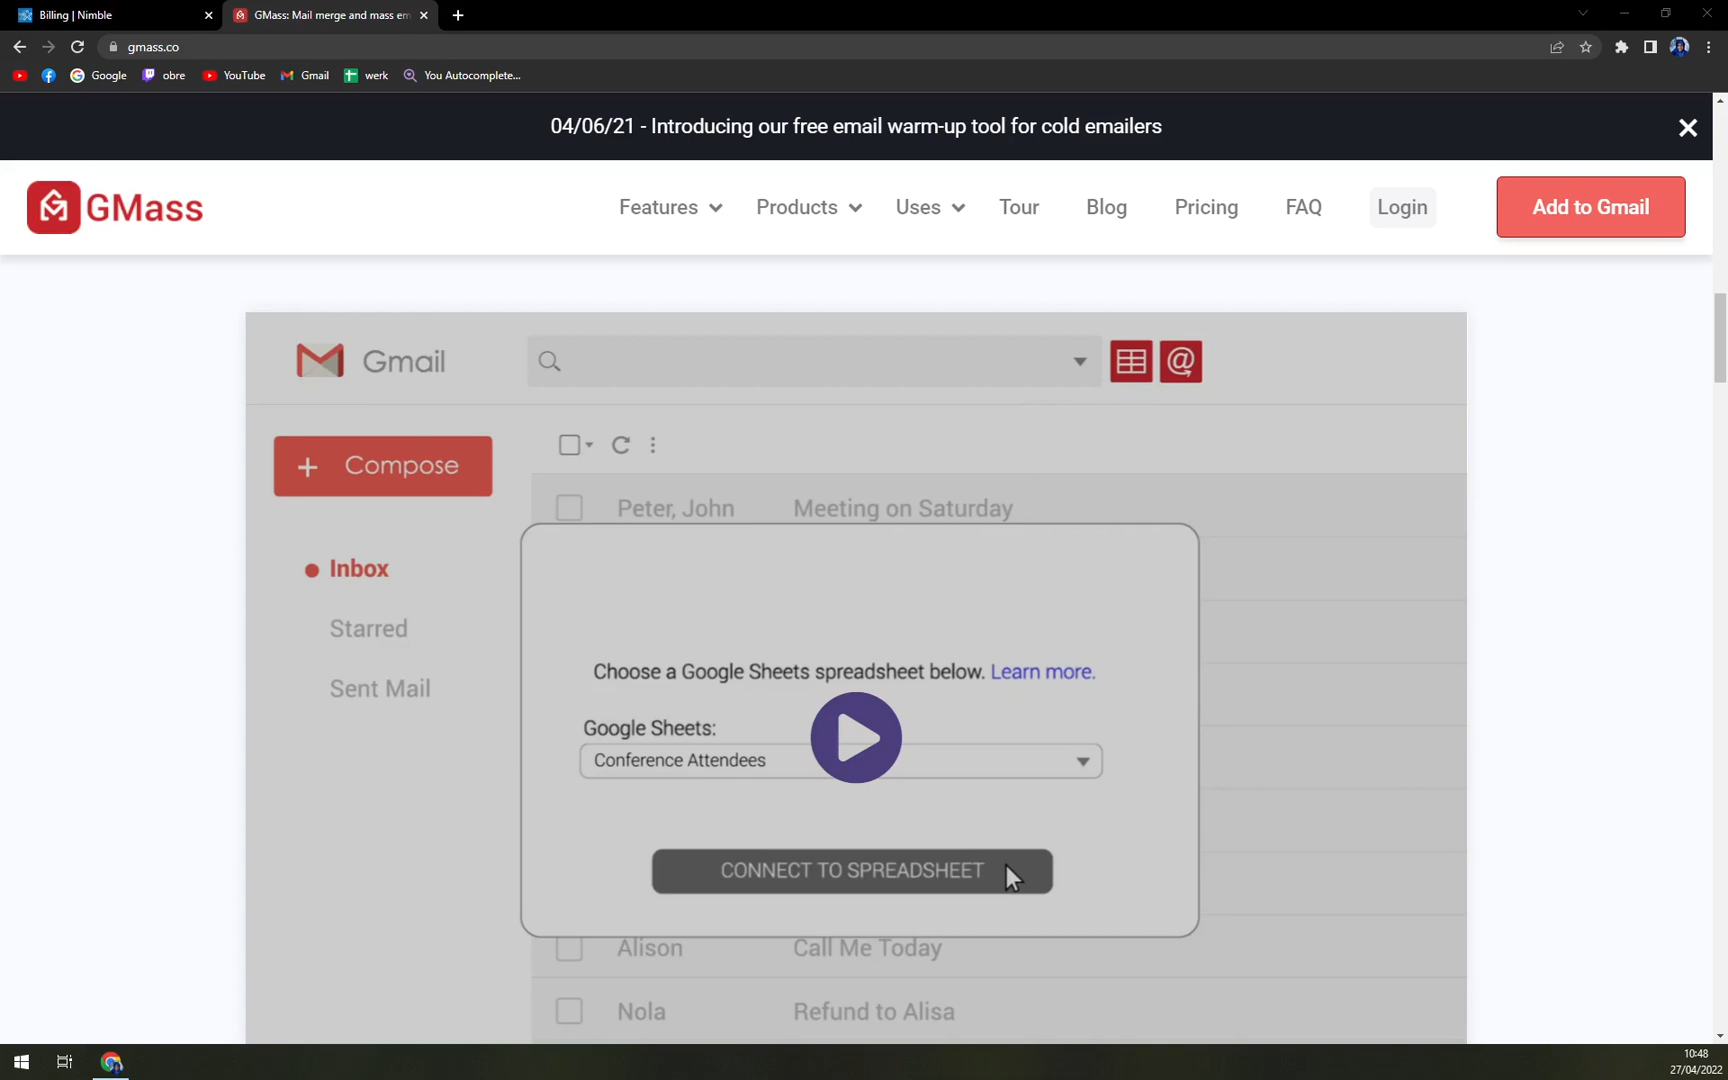 Billing | Nimble
GMass: Mail merge and mass em
gmass.co
Google
obre
YouTube
Gmail
werk
You Autocomplete...
04/06/21 - Introducing our free email warm-up tool for cold emailers
GMass
Features
Products
Uses
Tour
Blog
Pricing
FAQ
Login
Add to Gmail
Gmail
Compose
Peter, John Meeting on Saturday
Inbox
Starred
Sent Mail
Choose a Google Sheets spreadsheet below. Learn more.
Google Sheets:
Conference Attendees
CONNECT TO SPREADSHEET
Alison Call Me Today
Nola Refund to Alisa
10:48
27/04/2022